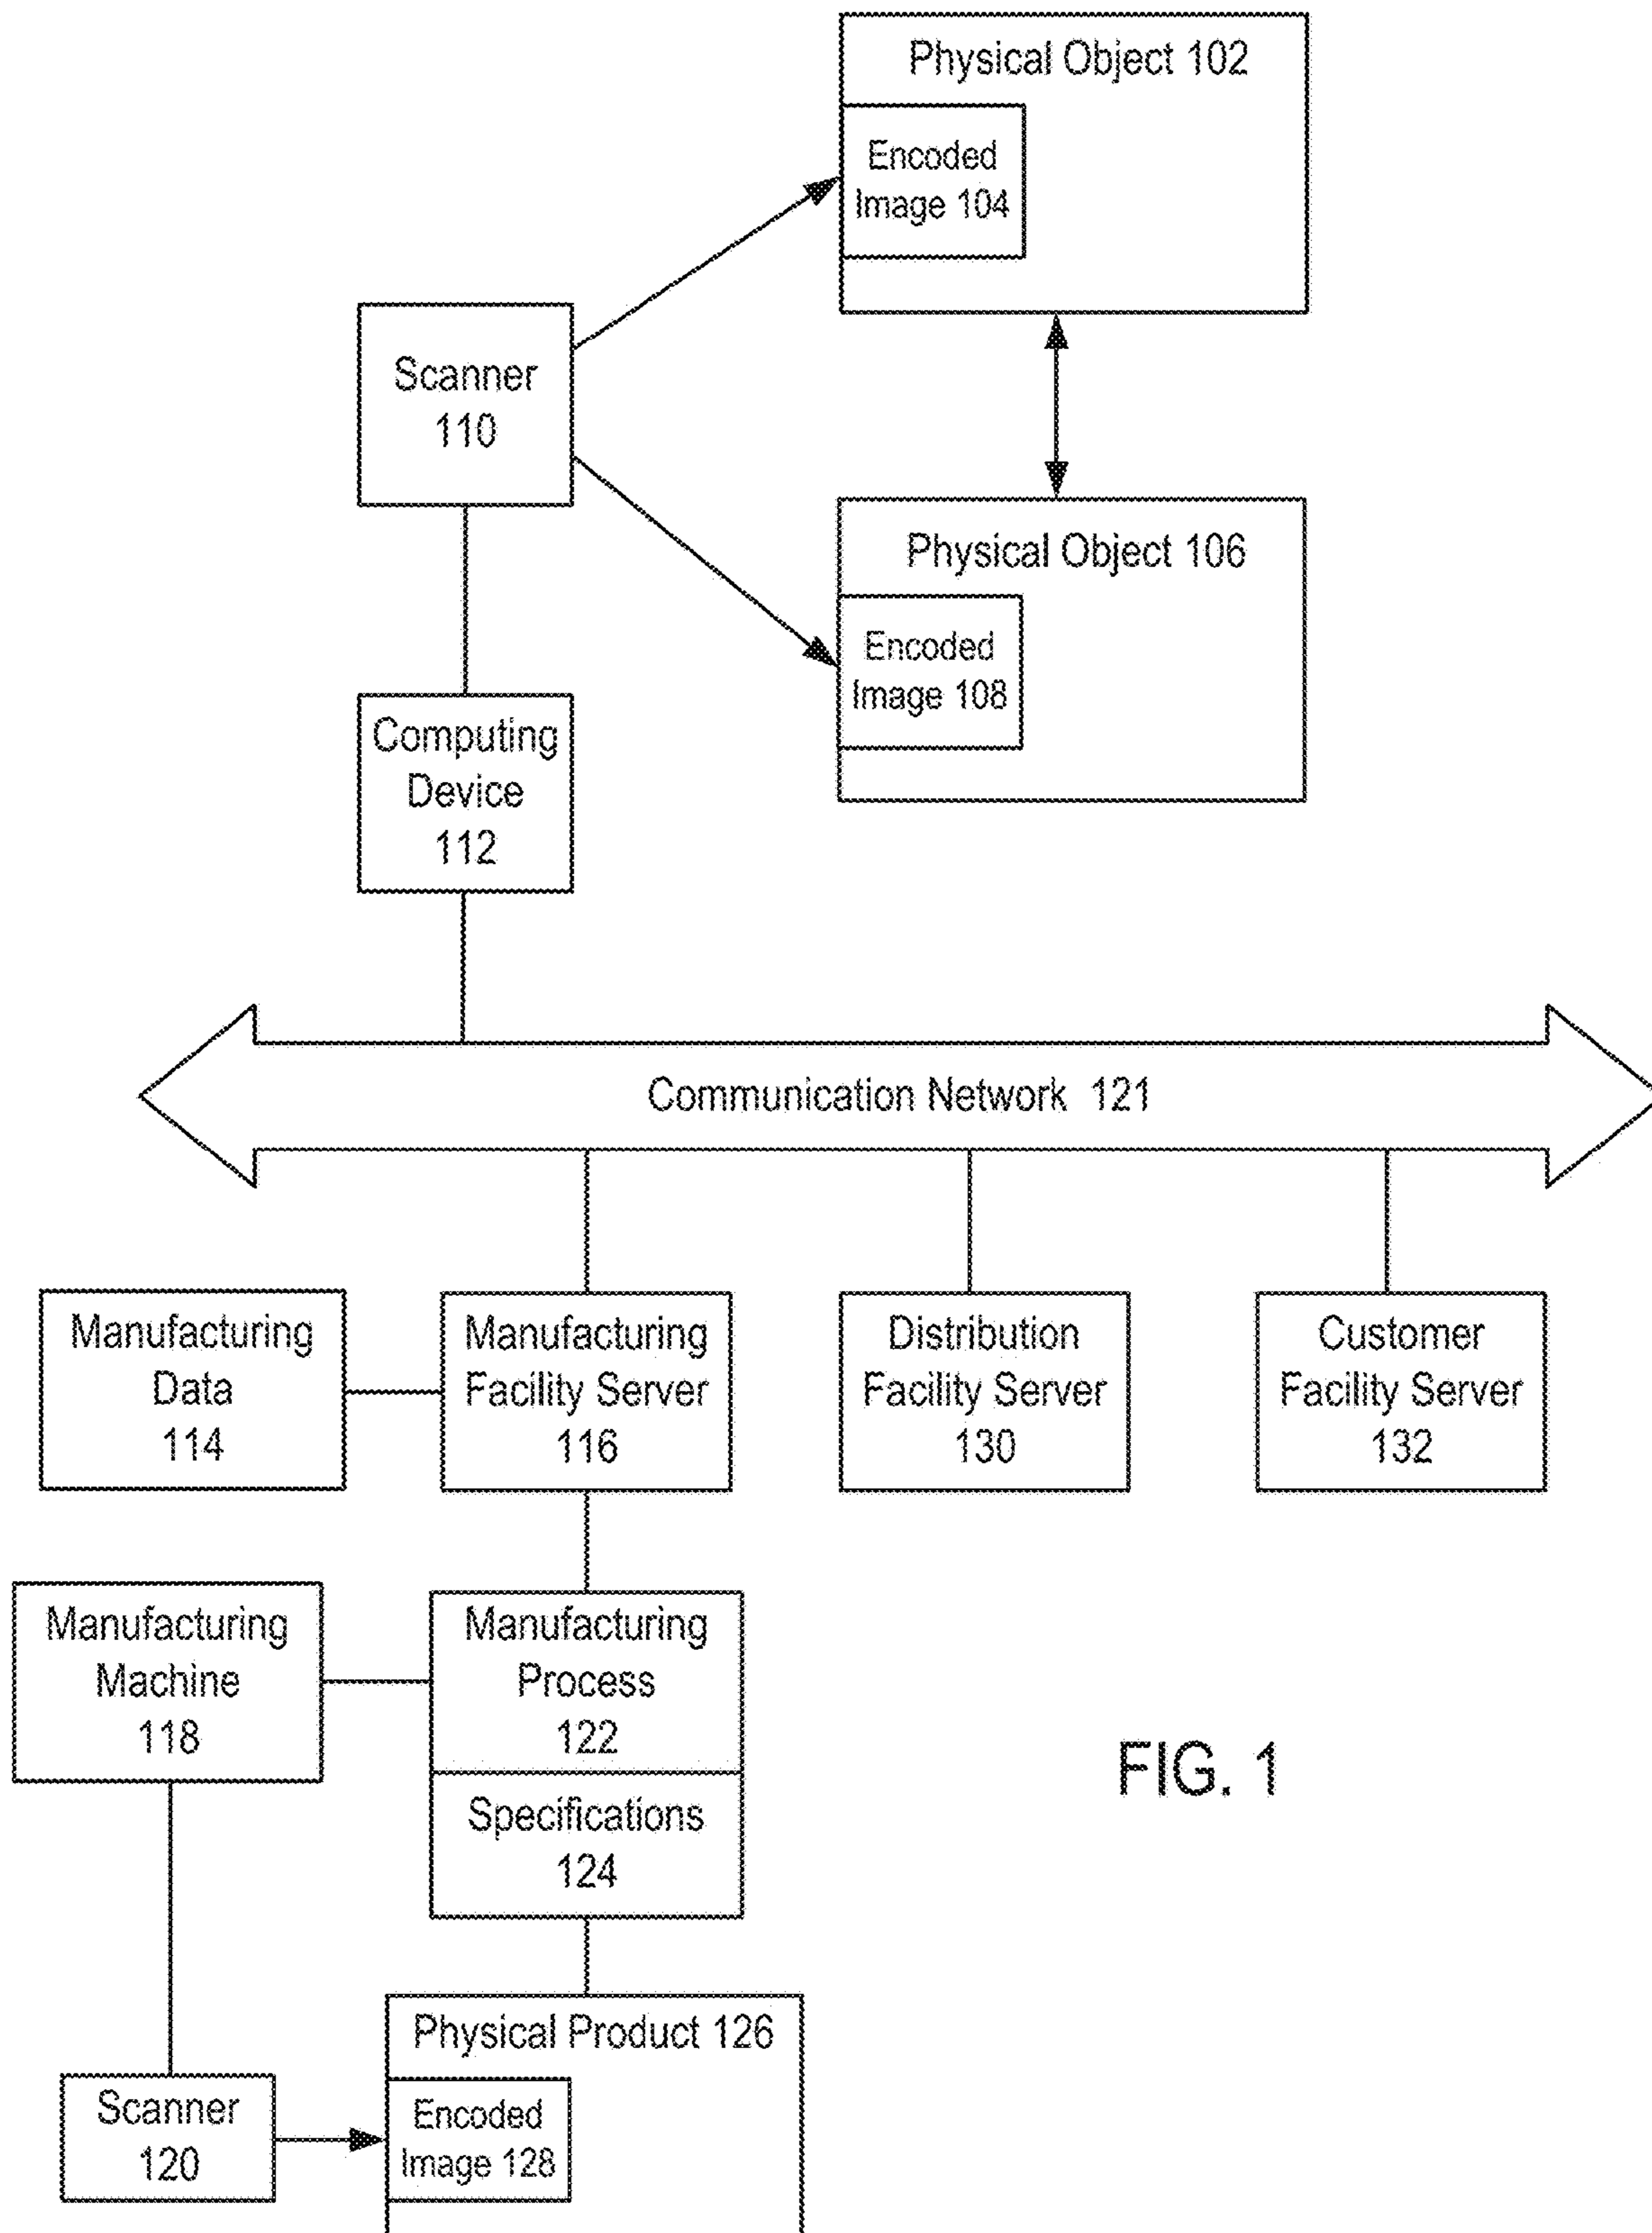 Physical Object 102
Encoded
Image 104
Scanner
110
Physical Object 106
Encoded
Image 108
Computing
Device
112
Communication Network 121
Manufacturing
Data
114
Manufacturing
Facility Server
116
Distribution
Facility Server
130
Customer
Facility Server
132
Manufacturing
Machine
118
Manufacturing
Process
122
Specifications
124
FIG. 1
Physical Product 126
Scanner
120
Encoded
Image 128